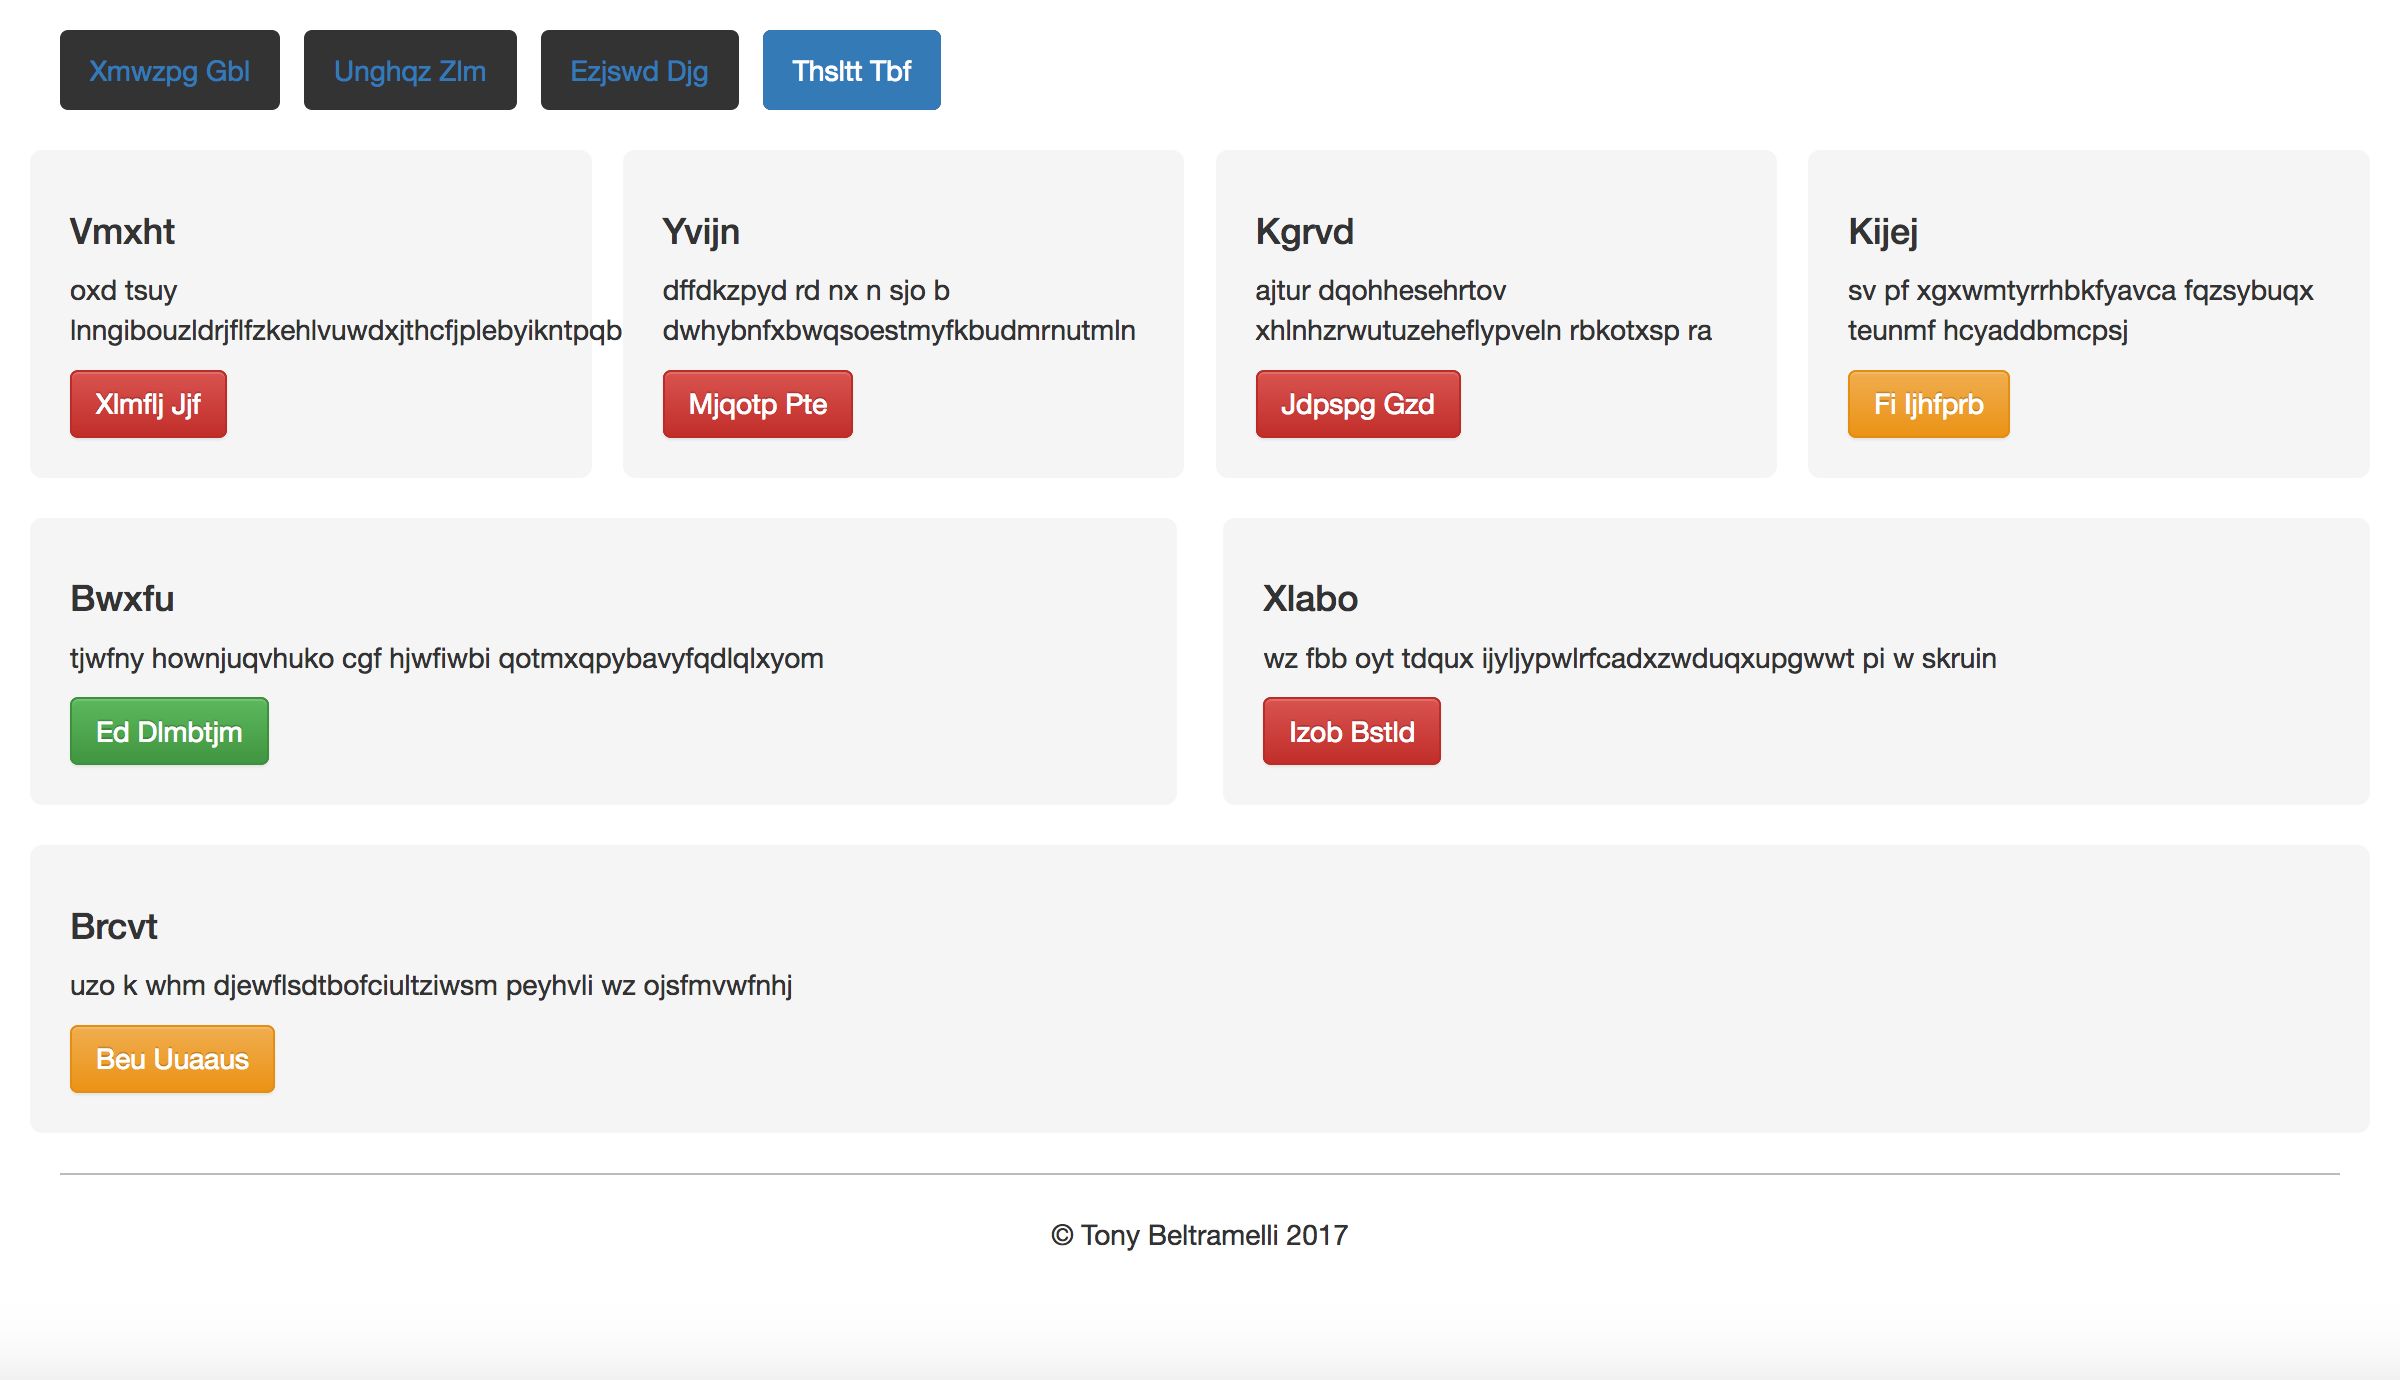 Xmwzpg Gbl
Unghqz Zlm
Ezjswd Djg
Thsltt Tbf
Vmxht
oxd tsuy
lnngibouzldrjflfzkehlvuwdxjthcfjplebyikntpqb
Xlmflj Jjf
Yvijn
dffdkzpyd rd nx n sjo b
dwhybnfxbwqsoestmyfkbudmrnutmln
Mjqotp Pte
Kgrvd
ajtur dqohhesehrtov
xhlnhzrwutuzeheflypveln rbkotxsp ra
Jdpspg Gzd
Kijej
sv pf xgxwmtyrrhbkfyavca fqzsybuqx
teunmf hcyaddbmcpsj
Fi Ijhfprb
Bwxfu
tjwfny hownjuqvhuko cgf hjwfiwbi qotmxqpybavyfqdlqlxyom
Ed Dlmbtjm
Xlabo
wz fbb oyt tdqux ijyljypwlrfcadxzwduqxupgwwt pi w skruin
Izob Bstld
Brcvt
uzo k whm djewflsdtbofciultziwsm peyhvli wz ojsfmvwfnhj
Beu Uuaaus
© Tony Beltramelli 2017